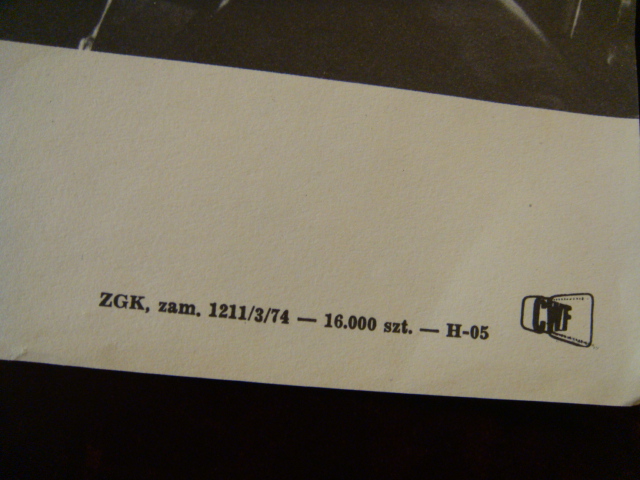 ZGK, zam. 1211/3/74 — 16.000 szt. — H-05
CWF